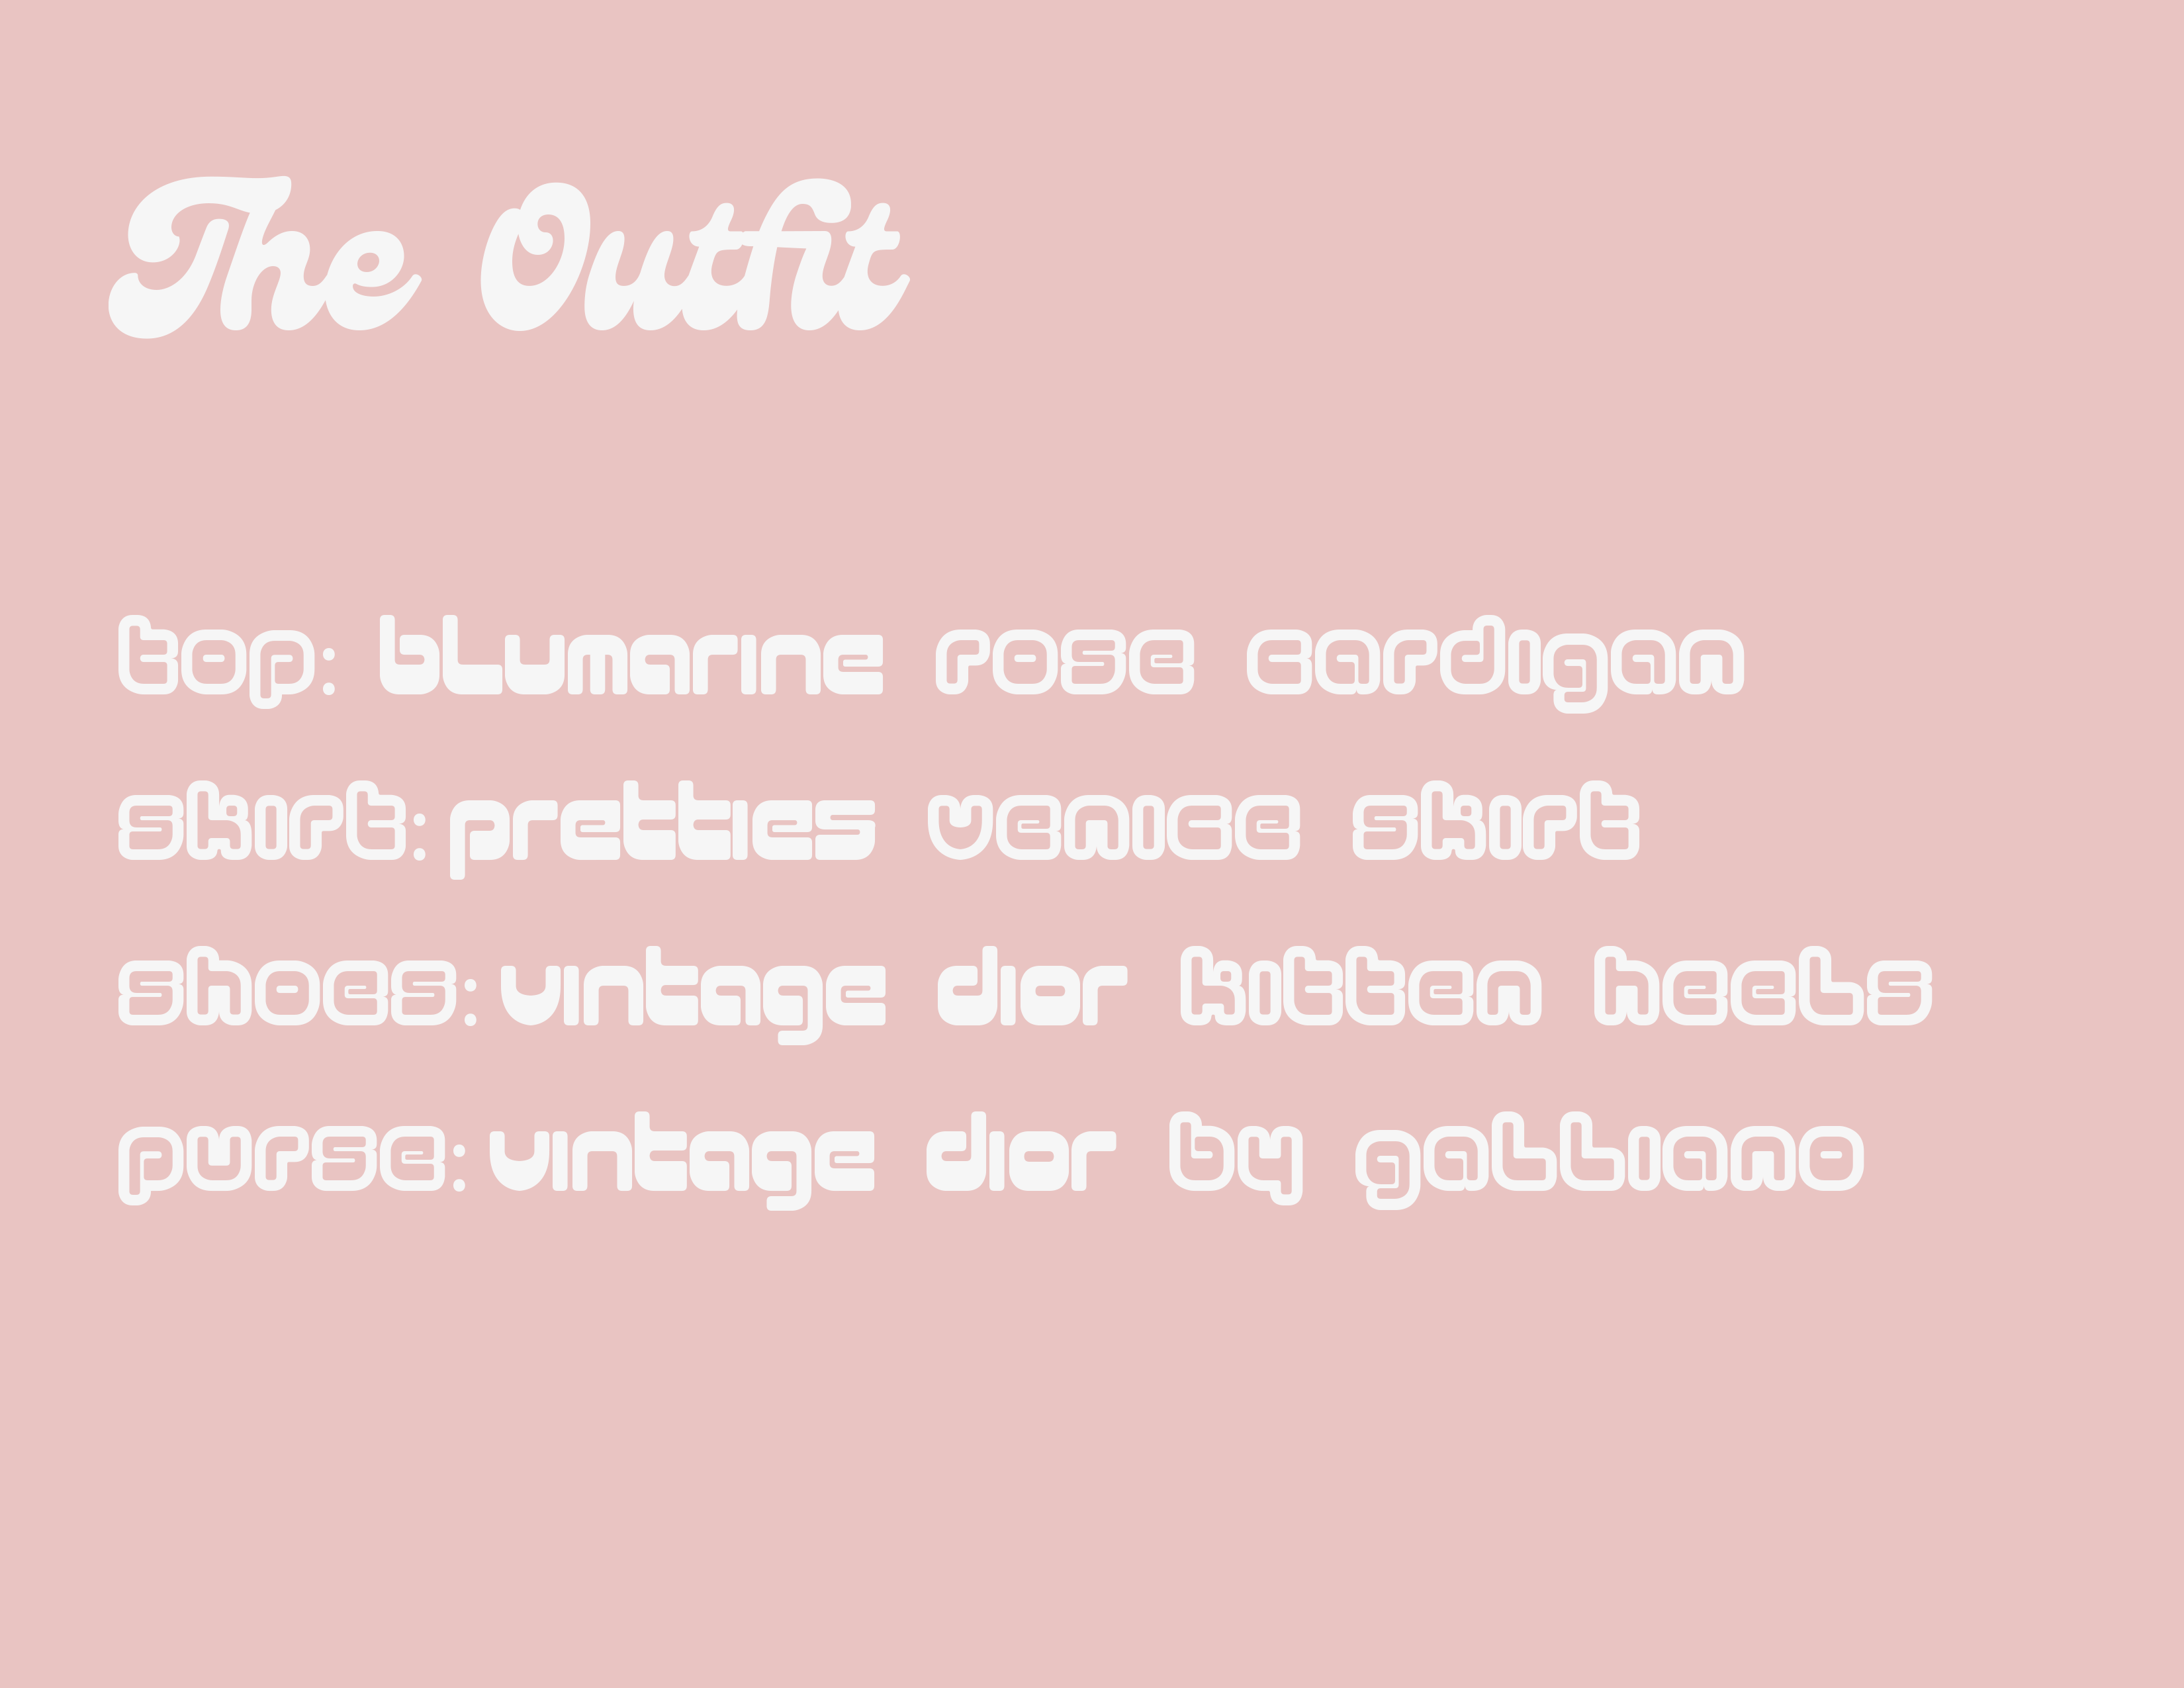 The Outfit
top: blumarine rose cardigan
skirt: pretties venice skirt
shoes: vintage dior kitten heels
purse: vintage dior by galliano